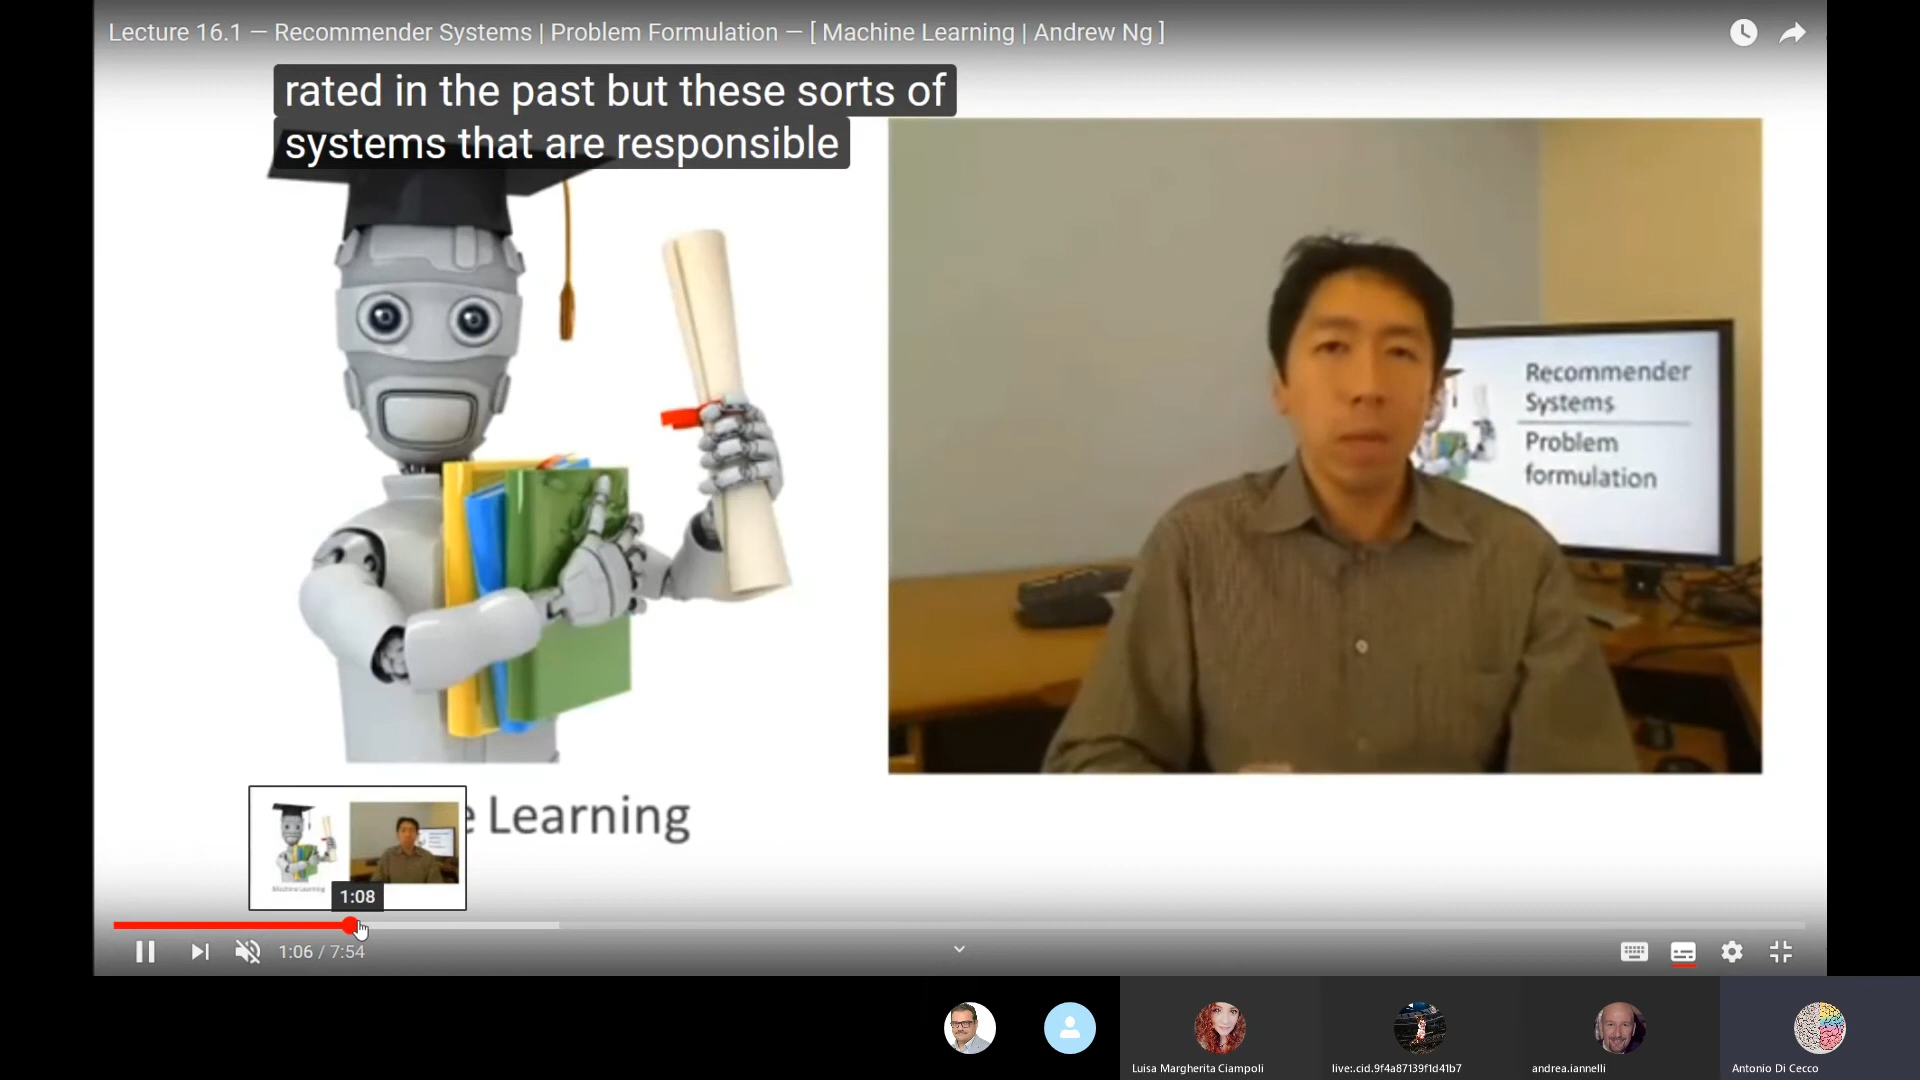 Lecture 16.1 — Recommender Systems | Problem Formulation — [ Machine Learning | Andrew Ng ]
rated in the past but these sorts of
systems that are responsible
Recommender
Systems
Problem
formulation
e Learning
Machine Learning
1:08
1:06 / 7:54
Luisa Margherita Ciampoli
live:.cid.9f4a87139f1d41b7
andrea.iannelli
Antonio Di Cecco